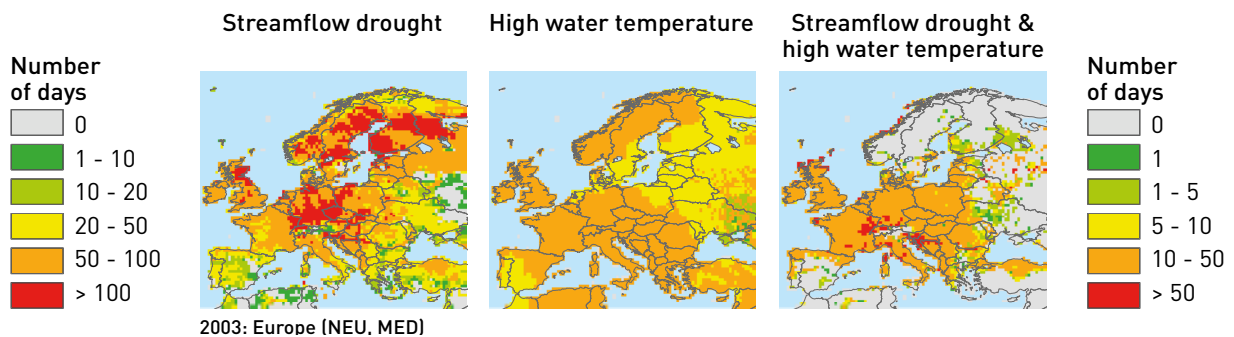 Streamflow drought
High water temperature
Streamflow drought &
high water temperature
Number
of days
0
1 - 10
10 - 20
20 - 50
50 - 100
> 100
2003: Europe (NEU, MED)
Number
of days
0
1
1 - 5
5 - 10
10 - 50
> 50